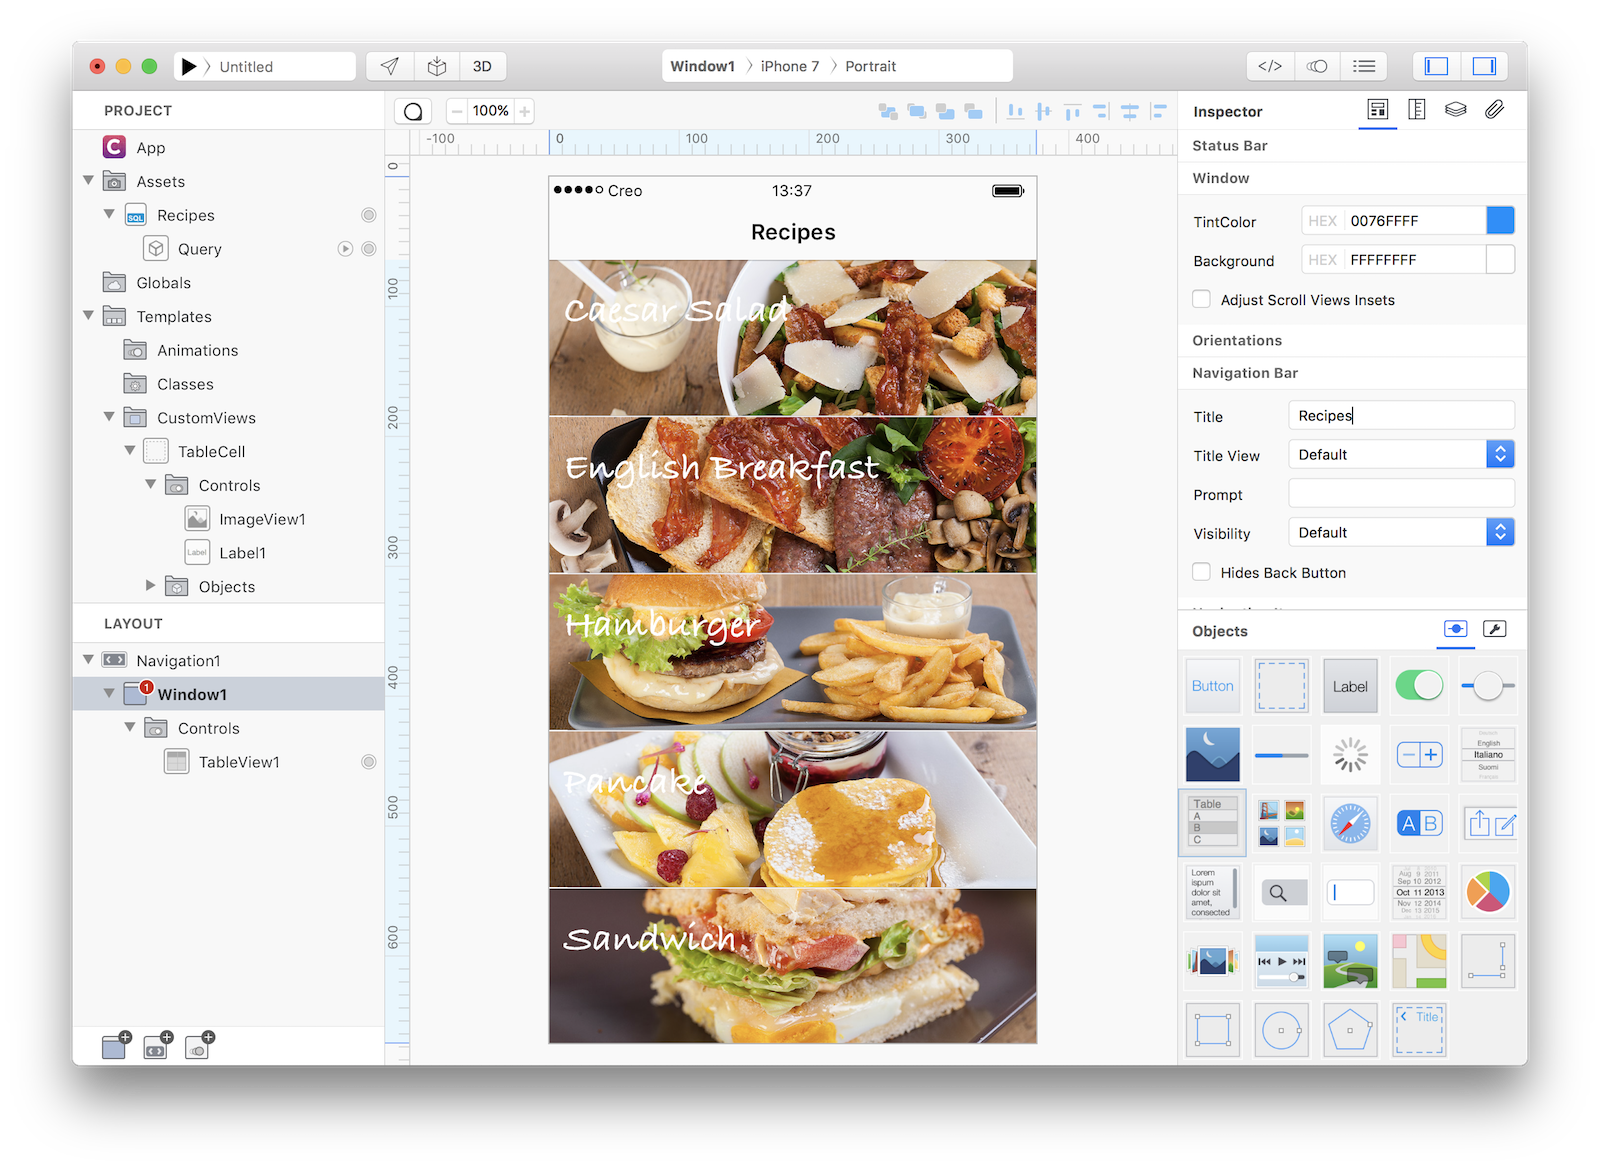 Untitled
3D
Window1 iPhone 7 Portrait
</>
PROJECT
App
Assets
SQL Recipes
Query
Globals
Templates
Animations
Classes
CustomViews
TableCell
Controls
ImageView1
Label Label1
Objects
LAYOUT
Navigation1
1 Window1
Controls
TableView1
100%
-100 0 100 200 300 400
0
100
200
300
400
500
600
Creo 13:37
Recipes
Caesar Salad
English Breakfast
Hamburger
Pancake
Sandwich
Inspector
Status Bar
Window
TintColor HEX 0076FFFF
Background HEX FFFFFFFF
Adjust Scroll Views Insets
Orientations
Navigation Bar
Title Recipes
Title View Default
Prompt
Visibility Default
Hides Back Button
Objects
Button Label
Deutsch
English
Italiano
Suomi
Français
Table
A
B
C
A B
Lorem
ipsum
dolor sit
amet,
consected
Aug 9 2011
Sep 10 2012
Oct 11 2013
Nov 12 2014
Dec 13 2015
Title